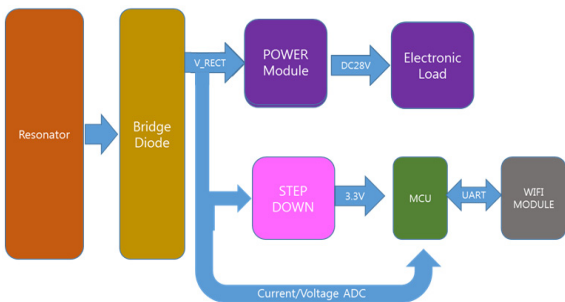 Resonator
Bridge
Diode
V_RECT
POWER
Module
DC28V
Electronic
Load
STEP
DOWN
3.3V
MCU
UART
WIFI
MODULE
Current/Voltage ADC